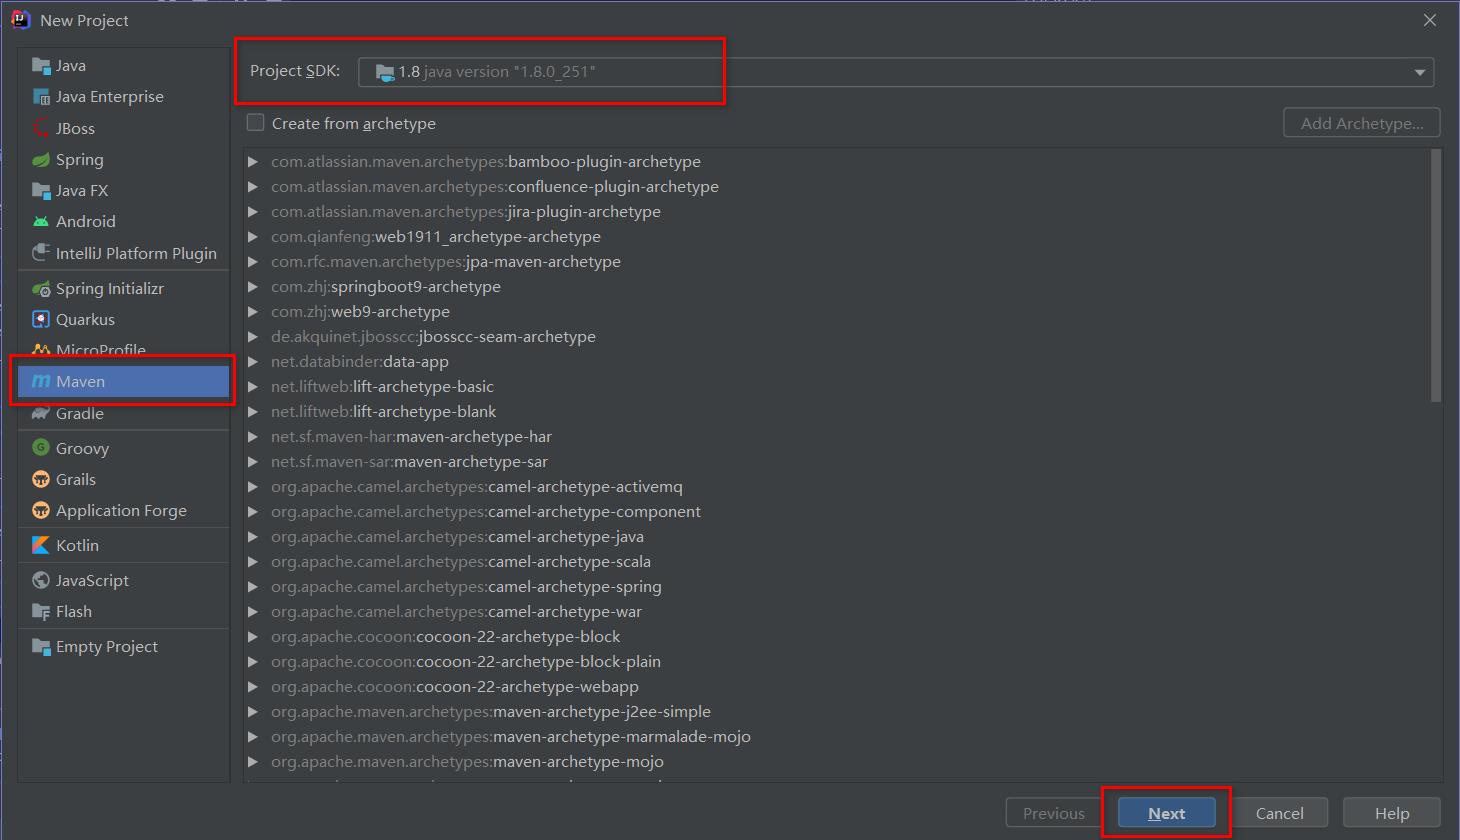 New Project
Java
Java Enterprise
JBoss
Spring
Java FX
Android
IntelliJ Platform Plugin
Spring Initializr
Quarkus
MicroProfile
Maven
Gradle
Groovy
Grails
Application Forge
Kotlin
JavaScript
Flash
Empty Project
Project SDK: 1.8 java version "1.8.0_251"
Create from archetype
Add Archetype...
com.atlassian.maven.archetypes:bamboo-plugin-archetype
com.atlassian.maven.archetypes:confluence-plugin-archetype
com.atlassian.maven.archetypes:jira-plugin-archetype
com.qianfeng:web1911_archetype-archetype
com.rfc.maven.archetypes:jpa-maven-archetype
com.zhj:springboot9-archetype
com.zhj:web9-archetype
de.akquinet.jbosscc:jbosscc-seam-archetype
net.databinder:data-app
net.liftweb:lift-archetype-basic
net.liftweb:lift-archetype-blank
net.sf.maven-har:maven-archetype-har
net.sf.maven-sar:maven-archetype-sar
org.apache.camel.archetypes:camel-archetype-activemq
org.apache.camel.archetypes:camel-archetype-component
org.apache.camel.archetypes:camel-archetype-java
org.apache.camel.archetypes:camel-archetype-scala
org.apache.camel.archetypes:camel-archetype-spring
org.apache.camel.archetypes:camel-archetype-war
org.apache.cocoon:cocoon-22-archetype-block
org.apache.cocoon:cocoon-22-archetype-block-plain
org.apache.cocoon:cocoon-22-archetype-webapp
org.apache.maven.archetypes:maven-archetype-j2ee-simple
org.apache.maven.archetypes:maven-archetype-marmalade-mojo
org.apache.maven.archetypes:maven-archetype-mojo
Previous
Next
Cancel
Help